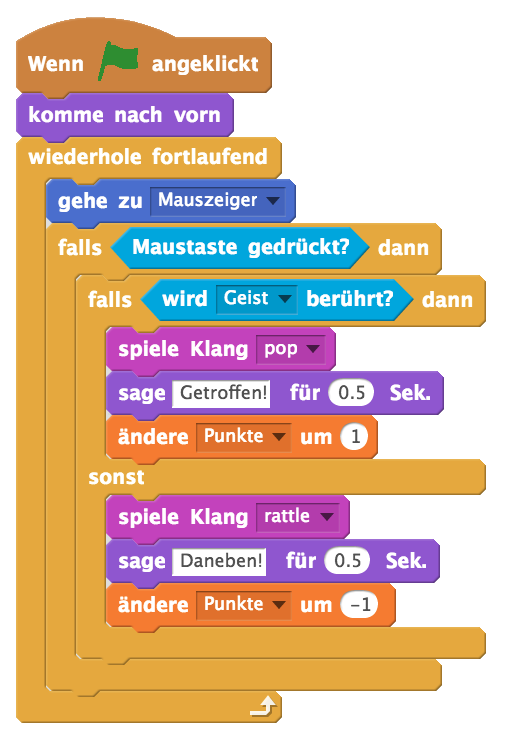 Wenn angeklickt
komme nach vorn
wiederhole fortlaufend
gehe zu Mauszeiger
falls Maustaste gedrückt? dann
falls wird Geist berührt? dann
spiele Klang pop
sage Getroffen! für 0.5 Sek.
ändere Punkte um 1
sonst
spiele Klang rattle
sage Daneben! für 0.5 Sek.
ändere Punkte um -1